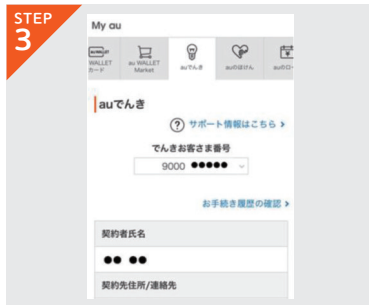 STEP
3
My au
au WALLET
WALLET
カード
au WALLET
Market
auでんき
auのほけん
auのロー
auでんき
? サポート情報はこちら >
でんきお客さま番号
9000 ●●●●●
お手続き履歴の確認 >
契約者氏名
●● ●●
契約先住所/連絡先